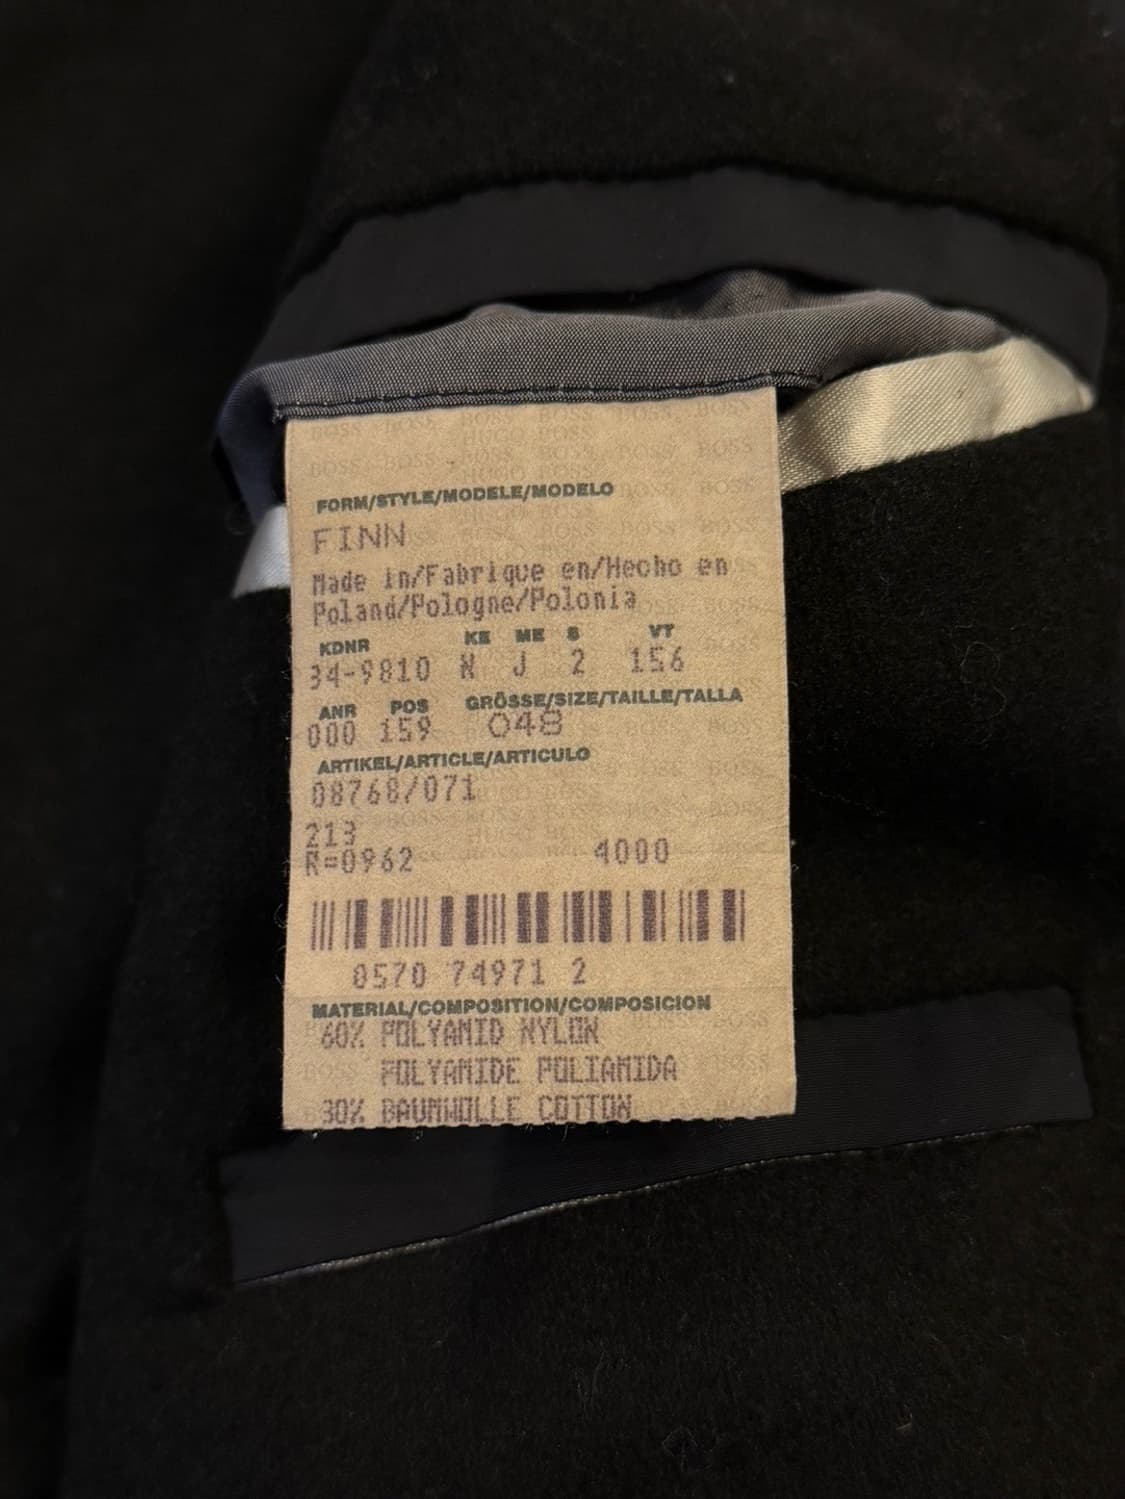 FORM/STYLE/MODELE/MODELO
FINN
Made in/Fabrique en/Hecho en
Poland/Pologne/Polonia
KDNR KE ME S VT
34-9810 N J 2 156
ANR POS GRÖSSE/SIZE/TAILLE/TALLA
000 159 048
ARTIKEL/ARTICLE/ARTICULO
08768/071
213
R=0962 4000
0570 74971 2
MATERIAL/COMPOSITION/COMPOSICION
60% POLYAMID NYLON
POLYAMIDE POLIAMIDA
30% BAUMWOLLE COTTON